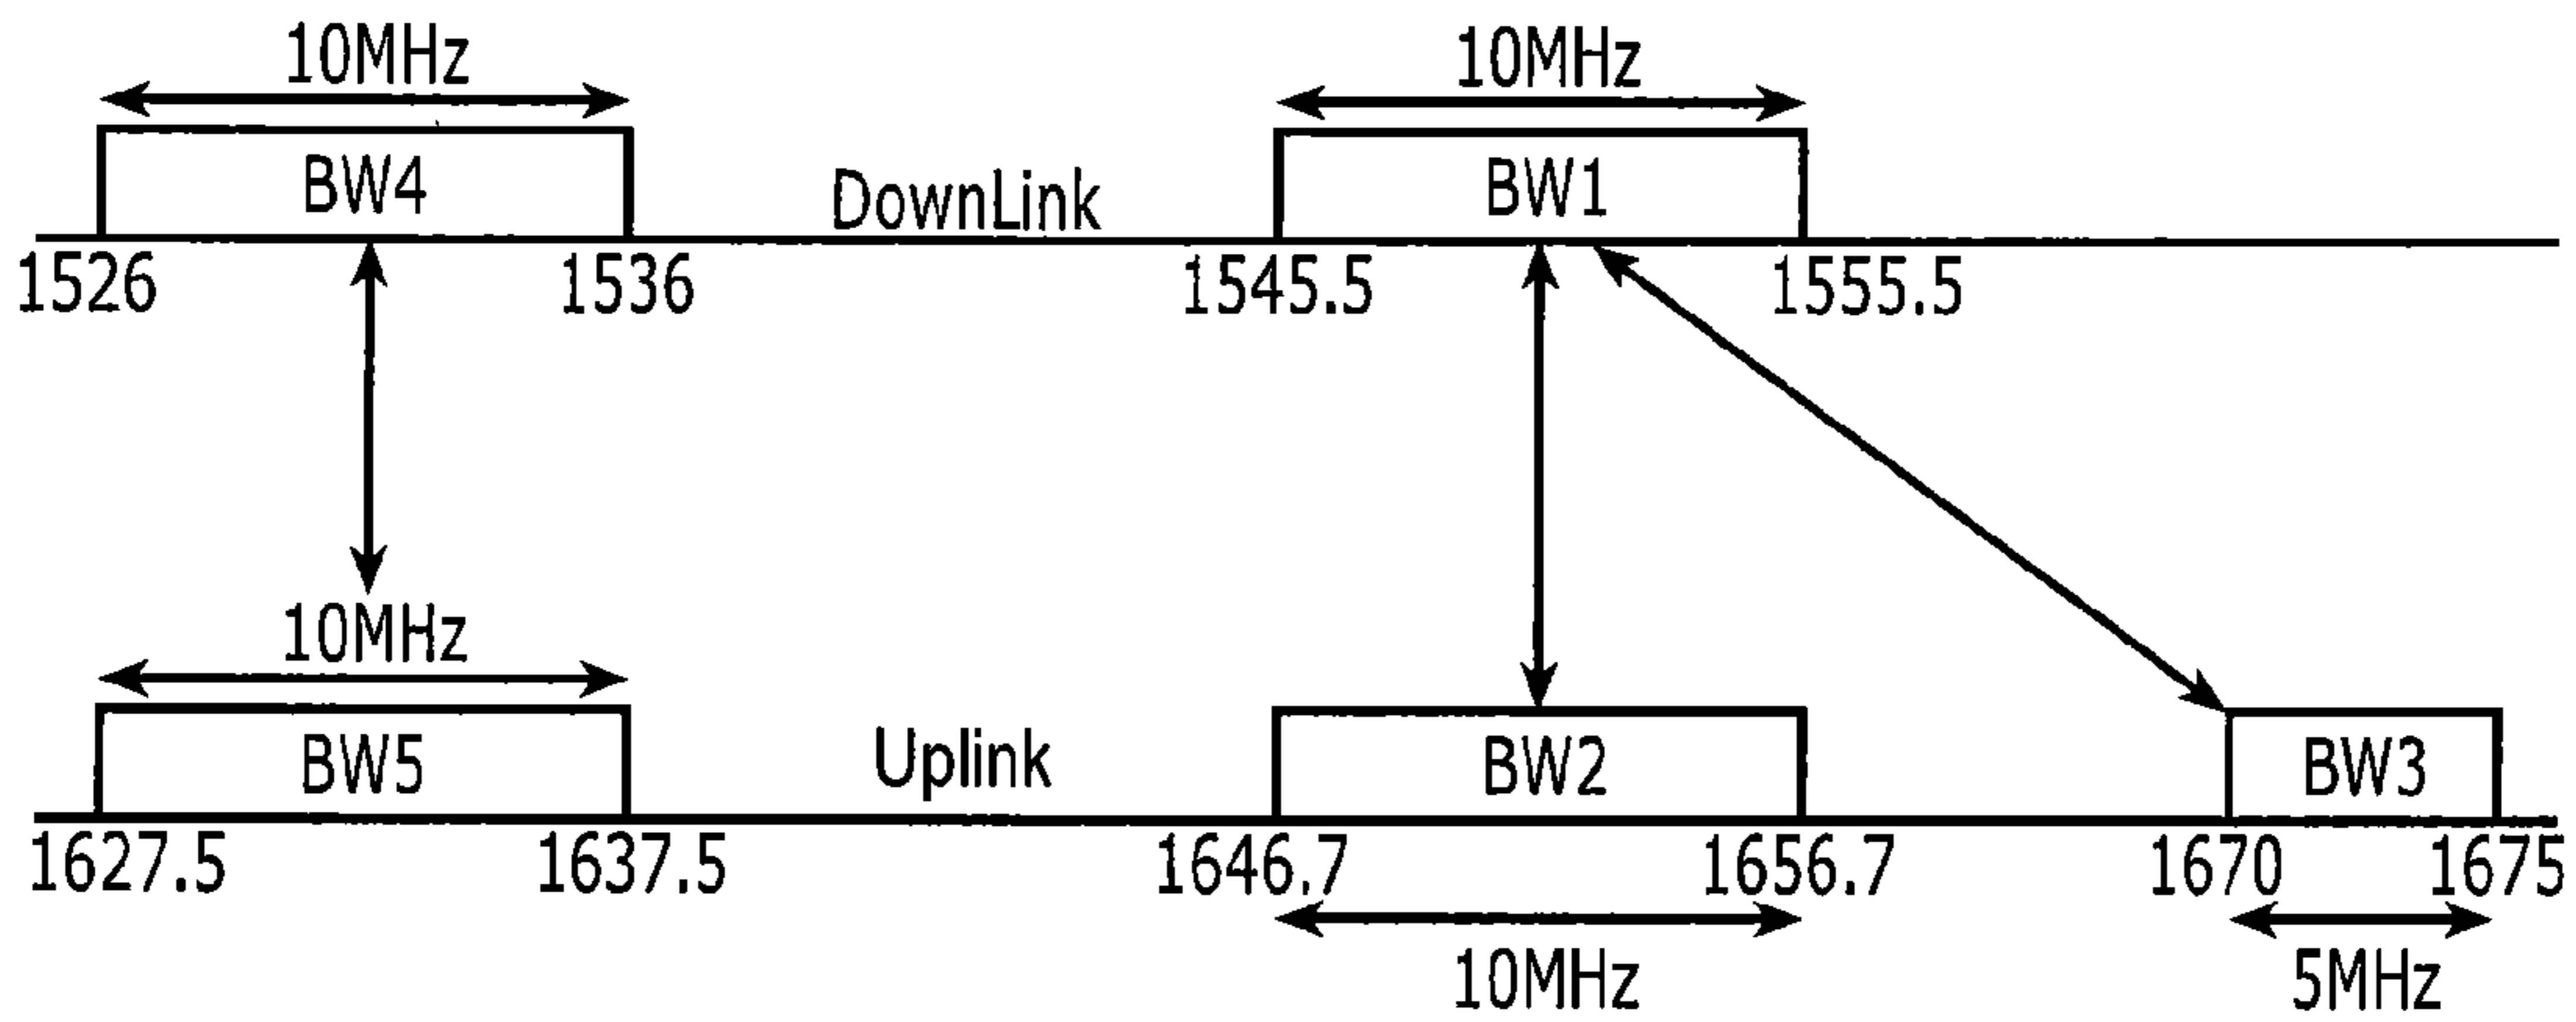 10MHz 10MHz
BW4 DownLink BW1
1526 1536 1545.5 1555.5
10MHz
BW5 Uplink BW2 BW3
1627.5 1637.5 1646.7 1656.7 1670 1675
10MHz 5MHz